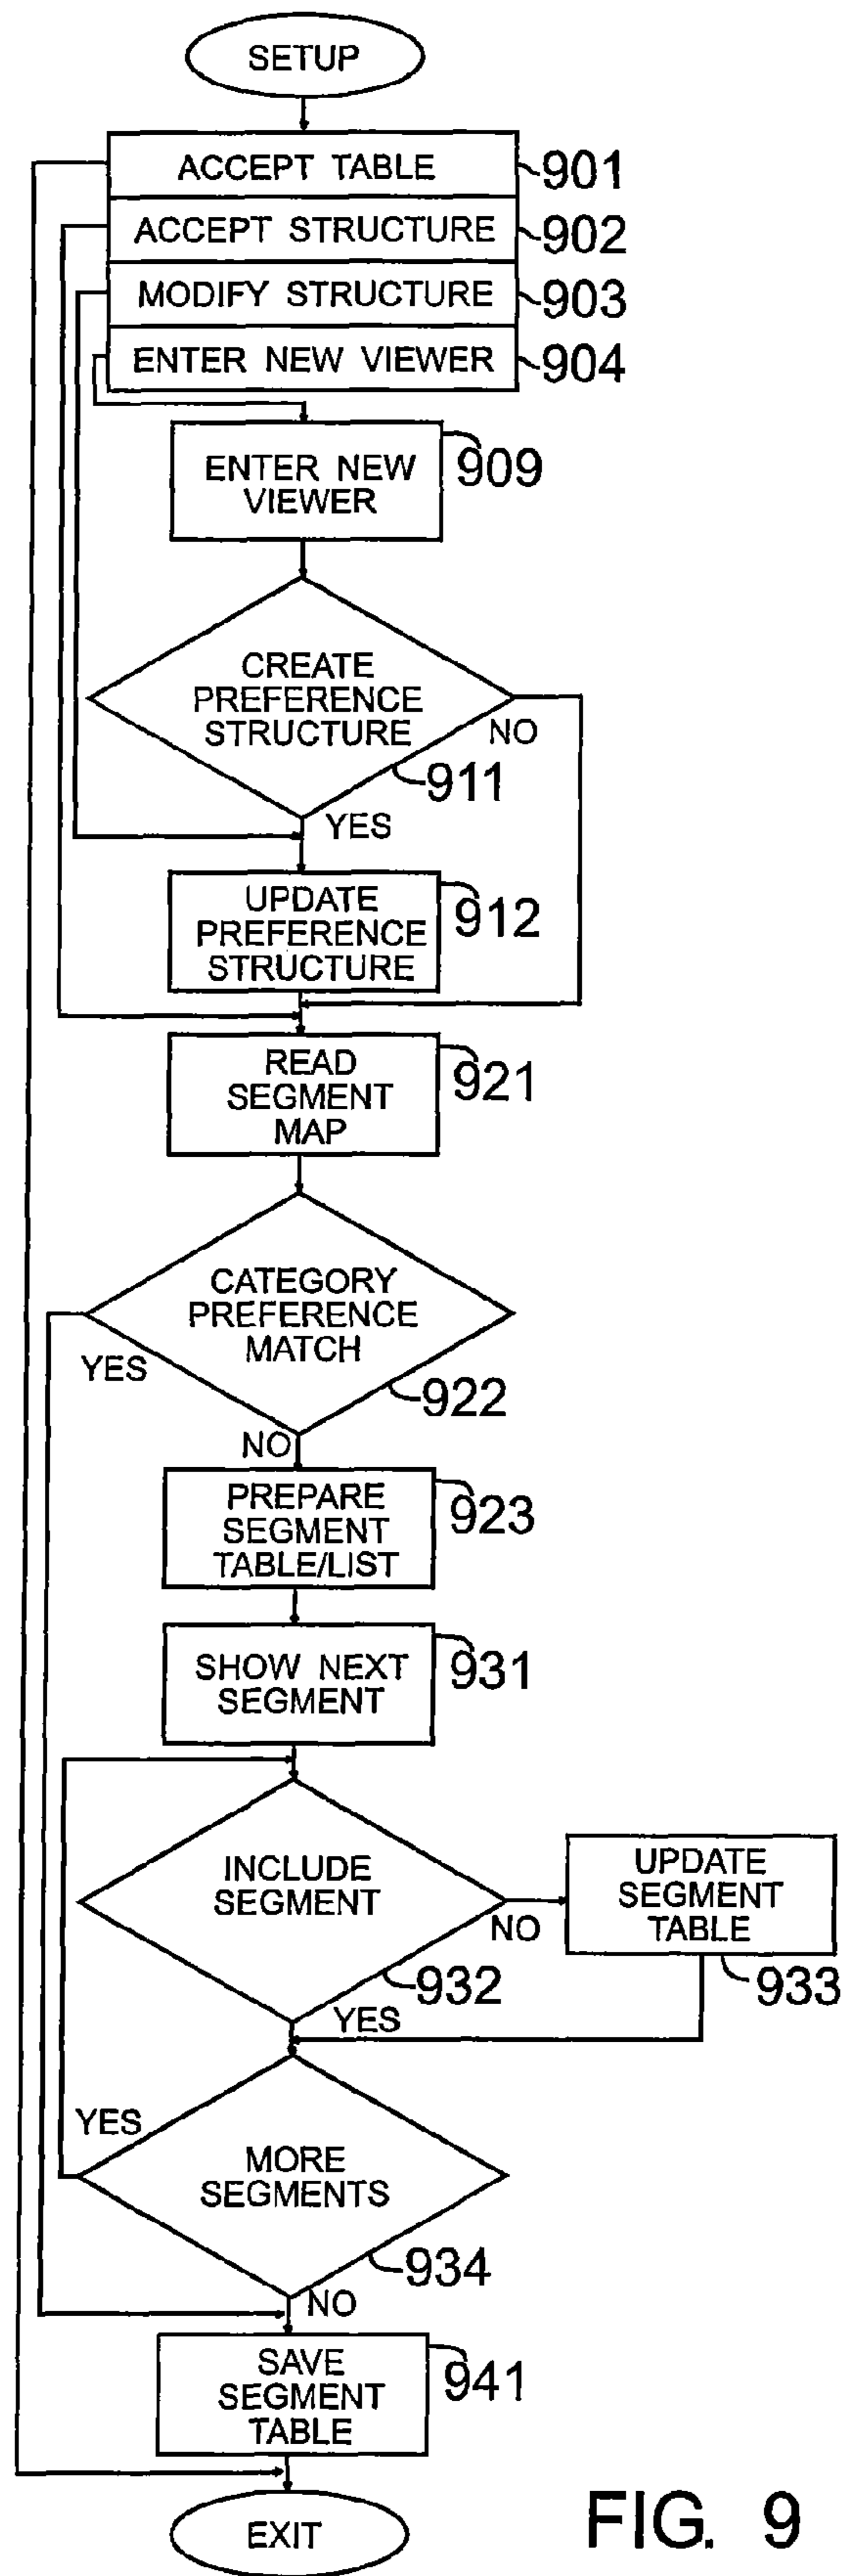 SETUP
ACCEPT TABLE
901
ACCEPT STRUCTURE
902
MODIFY STRUCTURE
903
ENTER NEW VIEWER
904
ENTER NEW
VIEWER
909
CREATE
PREFERENCE
STRUCTURE
NO
911
YES
UPDATE
PREFERENCE
STRUCTURE
912
READ
SEGMENT
MAP
921
CATEGORY
PREFERENCE
MATCH
YES
922
NO
PREPARE
SEGMENT
TABLE/LIST
923
SHOW NEXT
SEGMENT
931
INCLUDE
SEGMENT
NO
932
YES
UPDATE
SEGMENT
TABLE
933
YES
MORE
SEGMENTS
934
NO
SAVE
SEGMENT
TABLE
941
EXIT
FIG. 9